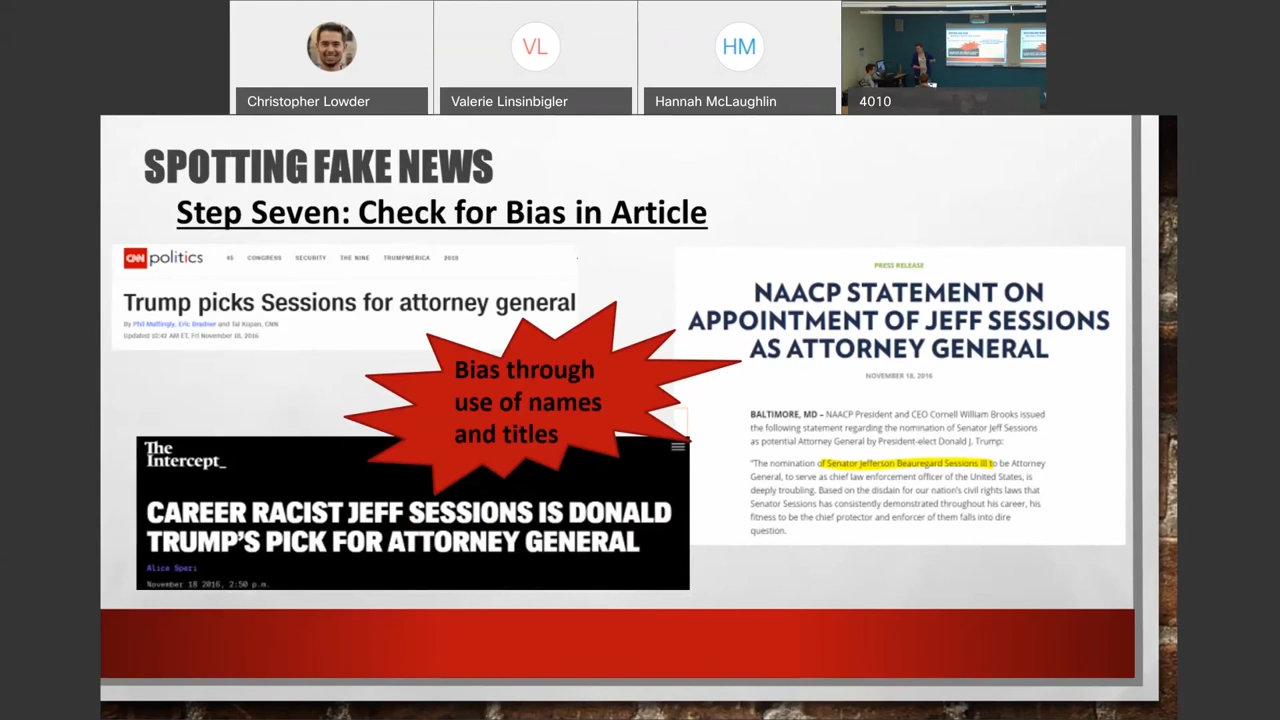 VL
HM
Christopher Lowder
Valerie Linsinbigler
Hannah McLaughlin
4010
SPOTTING FAKE NEWS
Step Seven: Check for Bias in Article
CNN politics 45 CONGRESS SECURITY THE NINE TRUMPMERICA 2018
Trump picks Sessions for attorney general
By Phil Mattingly, Eric Bradner and Tal Kopan, CNN
Updated 10:42 AM ET, Fri November 18, 2016
Bias through
use of names
and titles
The
Intercept_
CAREER RACIST JEFF SESSIONS IS DONALD
TRUMP'S PICK FOR ATTORNEY GENERAL
Alice Speri
November 18 2016, 2:50 p.m.
PRESS RELEASE
NAACP STATEMENT ON
APPOINTMENT OF JEFF SESSIONS
AS ATTORNEY GENERAL
NOVEMBER 18, 2016
BALTIMORE, MD – NAACP President and CEO Cornell William Brooks issued
the following statement regarding the nomination of Senator Jeff Sessions
as potential Attorney General by President-elect Donald J. Trump:
"The nomination of Senator Jefferson Beauregard Sessions III to be Attorney
General, to serve as chief law enforcement officer of the United States, is
deeply troubling. Based on the disdain for our nation's civil rights laws that
Senator Sessions has consistently demonstrated throughout his career, his
fitness to be the chief protector and enforcer of them falls into dire
question.